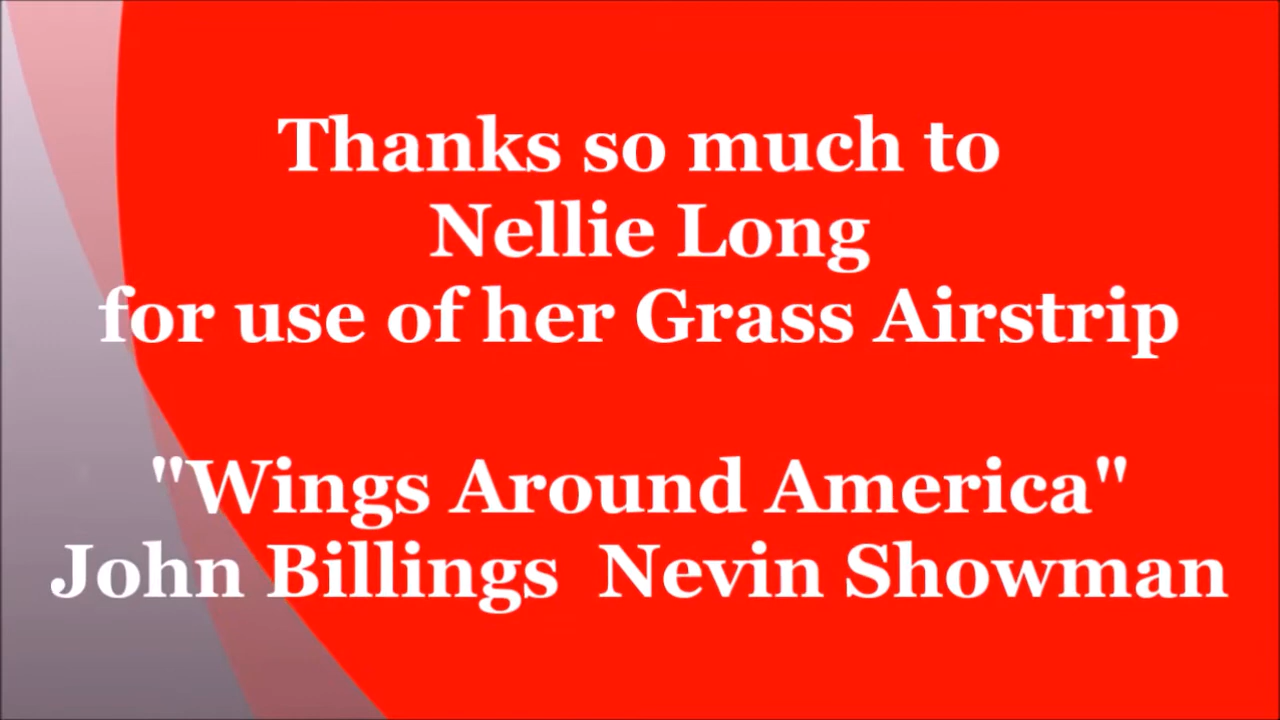 Thanks so much to
Nellie Long
for use of her Grass Airstrip
"Wings Around America"
John Billings  Nevin Showman